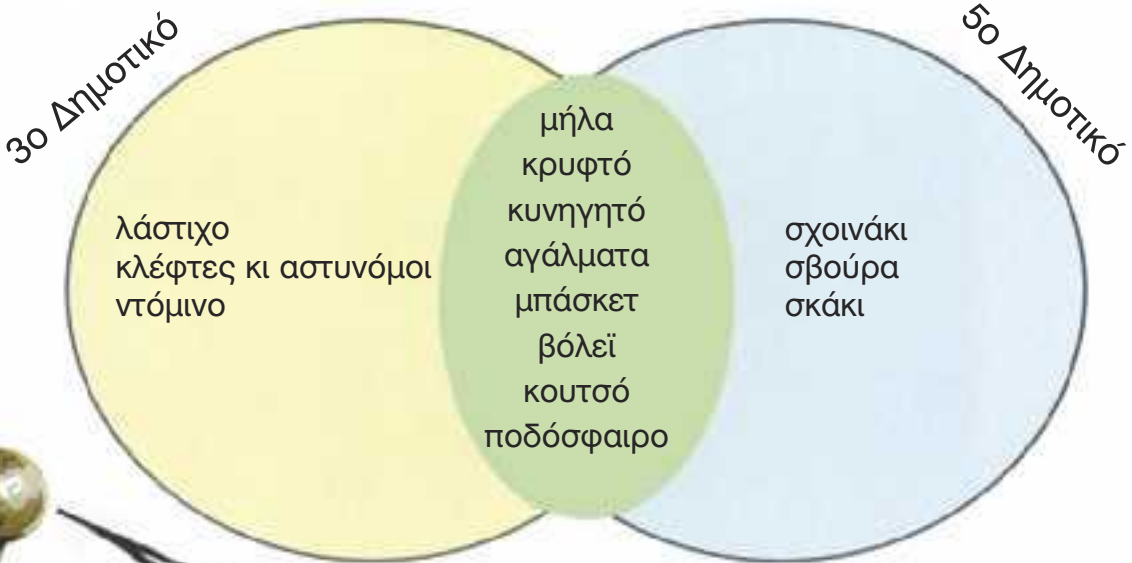 3ο Δημοτικό
5ο Δημοτικό
λάστιχο
κλέφτες κι αστυνόμοι
ντόμινο
μήλα
κρυφτό
κυνηγητό
αγάλματα
μπάσκετ
βόλεϊ
κουτσό
ποδόσφαιρο
σχοινάκι
σβούρα
σκάκι